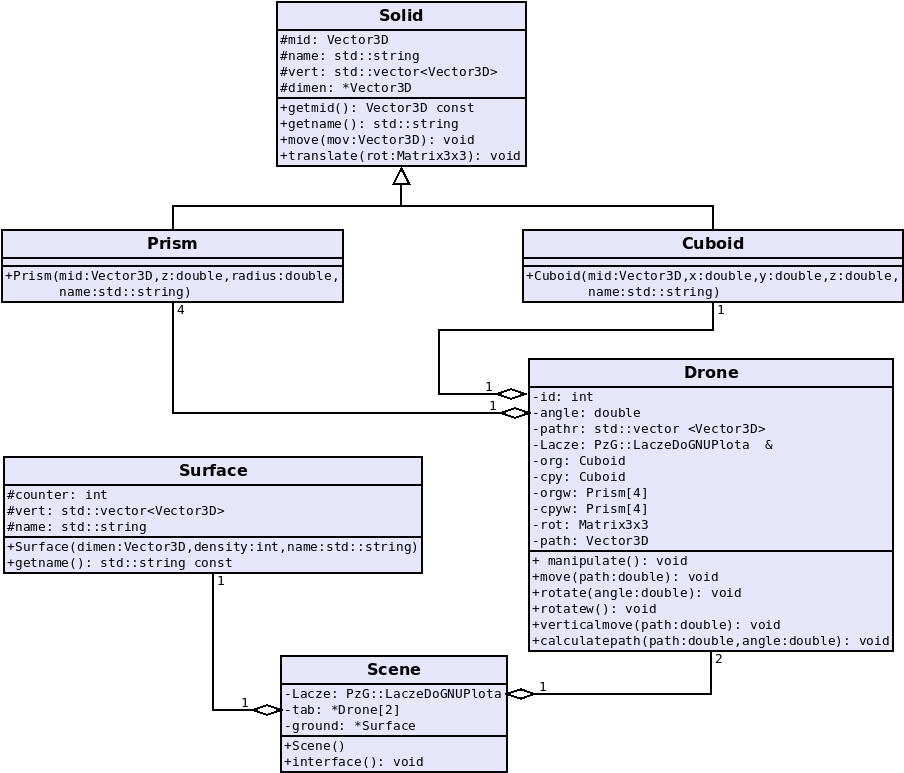 Solid
#mid: Vector3D
#name: std::string
#vert: std::vector<Vector3D>
#dimen: *Vector3D
+getmid(): Vector3D const
+getname(): std::string
+move(mov:Vector3D): void
+translate(rot:Matrix3x3): void
Prism
+Prism(mid:Vector3D,z:double,radius:double,
name:std::string)
4
Cuboid
+Cuboid(mid:Vector3D,x:double,y:double,z:double,
name:std::string)
1
1
1
Drone
-id: int
-angle: double
-pathr: std::vector <Vector3D>
-Lacze: PzG::LaczeDoGNUPlota  &
-org: Cuboid
-cpy: Cuboid
-orgw: Prism[4]
-cpyw: Prism[4]
-rot: Matrix3x3
-path: Vector3D
+ manipulate(): void
+move(path:double): void
+rotate(angle:double): void
+rotatew(): void
+verticalmove(path:double): void
+calculatepath(path:double,angle:double): void
2
Surface
#counter: int
#vert: std::vector<Vector3D>
#name: std::string
+Surface(dimen:Vector3D,density:int,name:std::string)
+getname(): std::string const
1
1
1
Scene
-Lacze: PzG::LaczeDoGNUPlota
-tab: *Drone[2]
-ground: *Surface
+Scene()
+interface(): void